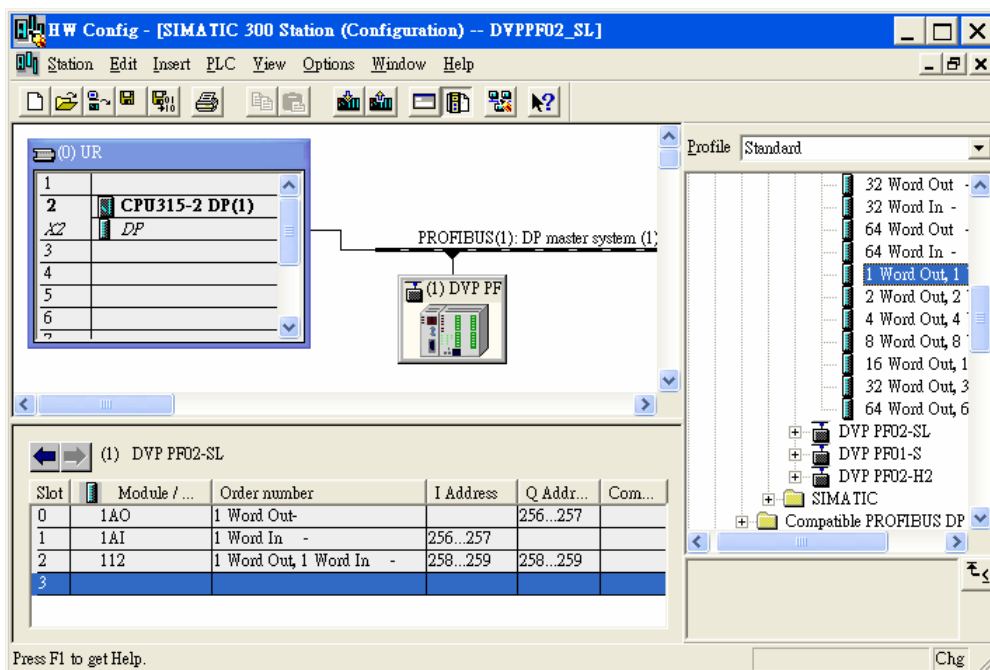 HW Config - [SIMATIC 300 Station (Configuration) -- DVPPF02_SL]
Station Edit Insert PLC View Options Window Help
(0) UR
1
2 CPU315-2 DP(1)
X2 DP
3
4
5
6
7
PROFIBUS(1): DP master system (1)
(1) DVP PF
Profile Standard
32 Word Out -
32 Word In -
64 Word Out -
64 Word In -
1 Word Out, 1
2 Word Out, 2
4 Word Out, 4
8 Word Out, 8
16 Word Out, 1
32 Word Out, 3
64 Word Out, 6
DVP PF02-SL
DVP PF01-S
DVP PF02-H2
SIMATIC
Compatible PROFIBUS DP
(1) DVP PF02-SL
Slot Module / ... Order number I Address Q Addr... Com...
0 1AO 1 Word Out- 256...257
1 1AI 1 Word In - 256...257
2 112 1 Word Out, 1 Word In - 258...259 258...259
3
Press F1 to get Help.
Chg